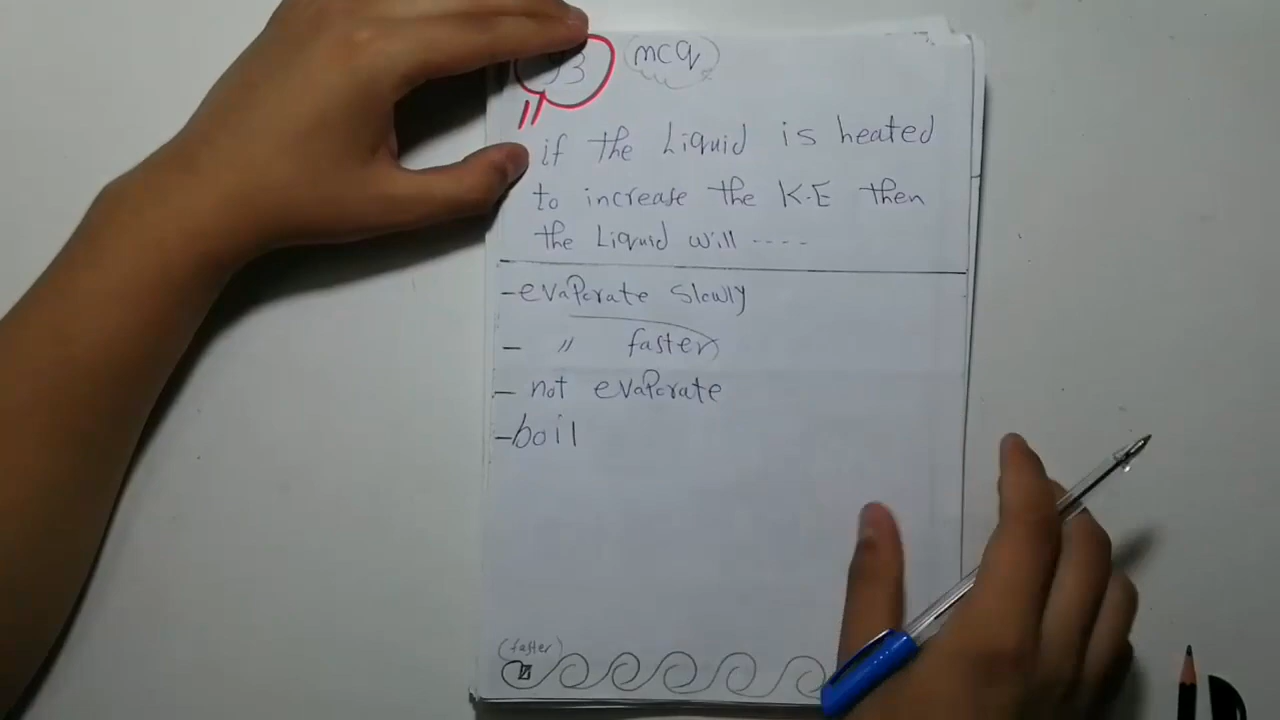 mcq
if the Liquid is heated
to increase the K.E then
the Liquid will ----
- evaporate slowly
- 〃 faster
- not evaporate
- boil
(faster)